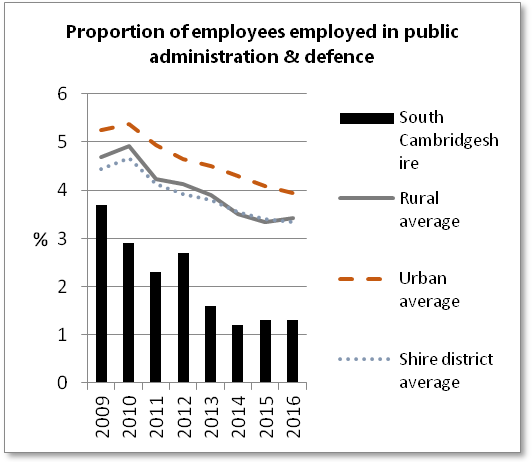 Proportion of employees employed in public
administration & defence
6
5
4
3
2
1
0
%
2009
2010
2011
2012
2013
2014
2015
2016
South
Cambridgesh
ire
Rural
average
Urban
average
Shire district
average